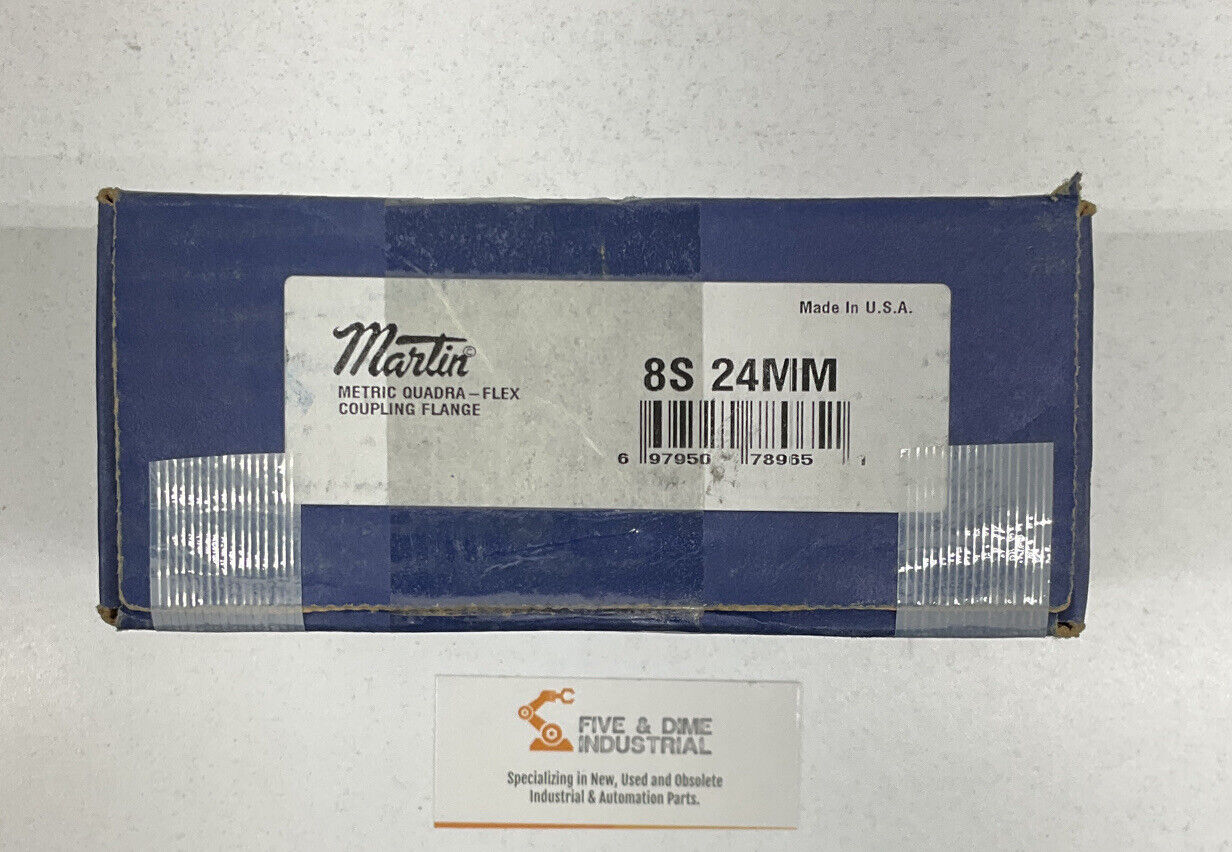 Made In U.S.A.
Martin©
METRIC QUADRA-FLEX
COUPLING FLANGE
8S 24MM
6 97950 78965 1
FIVE & DIME
INDUSTRIAL
Specializing in New, Used and Obsolete
Industrial & Automation Parts.